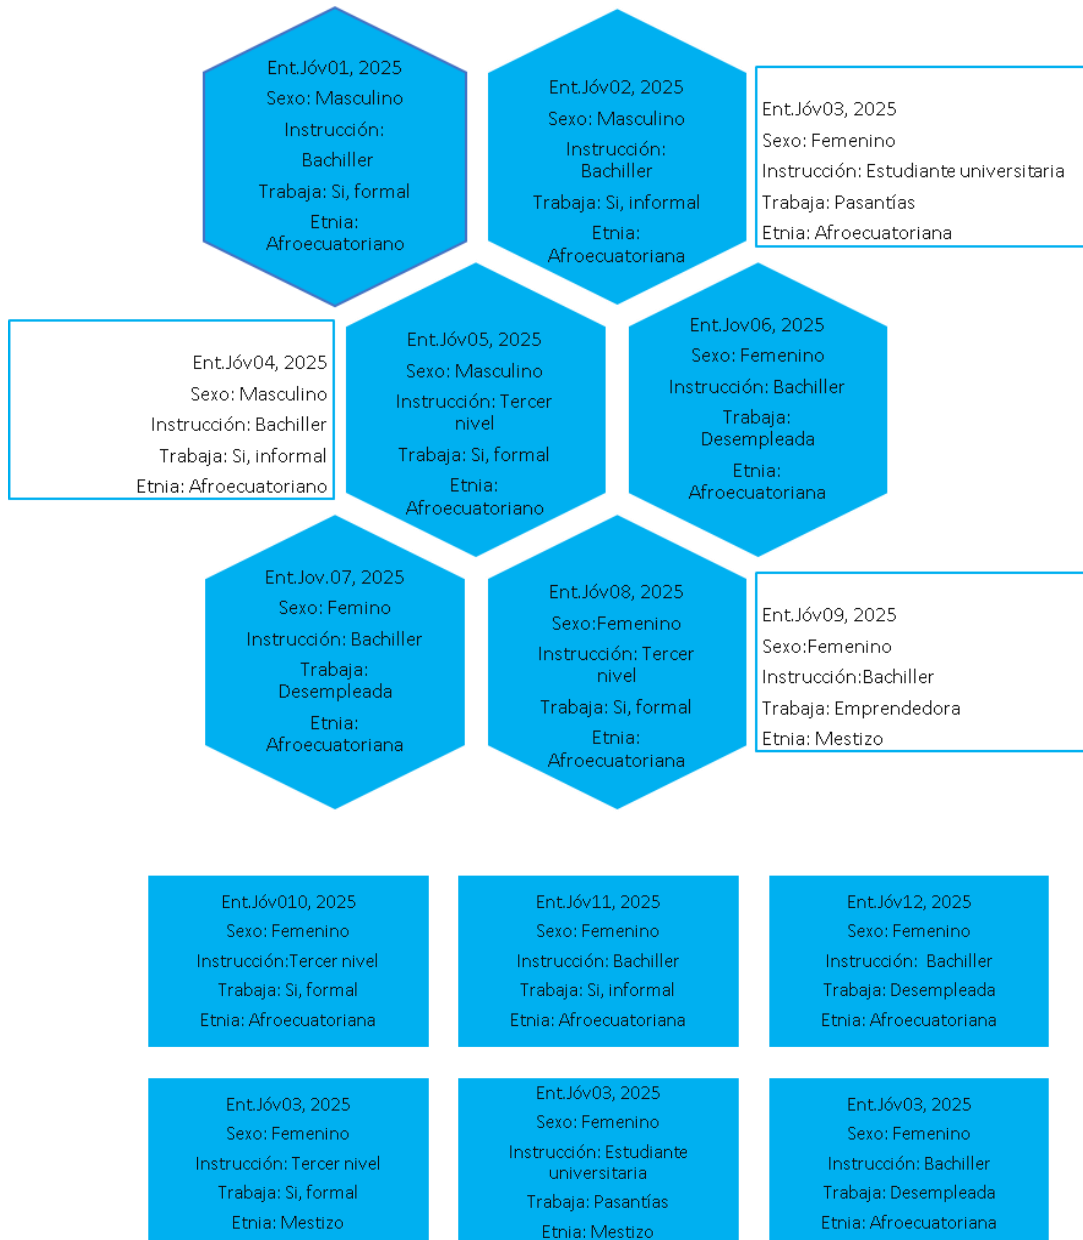 Ent.Jóv01, 2025
Sexo: Masculino
Instrucción:
Bachiller
Trabaja: Si, formal
Etnia:
Afroecuatoriano
Ent.Jóv02, 2025
Sexo: Masculino
Instrucción:
Bachiller
Trabaja: Si, informal
Etnia:
Afroecuatoriana
Ent.Jóv03, 2025
Sexo: Femenino
Instrucción: Estudiante universitaria
Trabaja: Pasantías
Etnia: Afroecuatoriana
Ent.Jóv04, 2025
Sexo: Masculino
Instrucción: Bachiller
Trabaja: Si, informal
Etnia: Afroecuatoriano
Ent.Jóv05, 2025
Sexo: Masculino
Instrucción: Tercer
nivel
Trabaja: Si, formal
Etnia:
Afroecuatoriano
Ent.Jov06, 2025
Sexo: Femenino
Instrucción: Bachiller
Trabaja:
Desempleada
Etnia:
Afroecuatoriana
Ent.Jov.07, 2025
Sexo: Femino
Instrucción: Bachiller
Trabaja:
Desempleada
Etnia:
Afroecuatoriana
Ent.Jóv08, 2025
Sexo:Femenino
Instrucción: Tercer
nivel
Trabaja: Si, formal
Etnia:
Afroecuatoriana
Ent.Jóv09, 2025
Sexo:Femenino
Instrucción:Bachiller
Trabaja: Emprendedora
Etnia: Mestizo
Ent.Jóv010, 2025
Sexo: Femenino
Instrucción:Tercer nivel
Trabaja: Si, formal
Etnia: Afroecuatoriana
Ent.Jóv11, 2025
Sexo: Femenino
Instrucción: Bachiller
Trabaja: Si, informal
Etnia: Afroecuatoriana
Ent.Jóv12, 2025
Sexo: Femenino
Instrucción: Bachiller
Trabaja: Desempleada
Etnia: Afroecuatoriana
Ent.Jóv03, 2025
Sexo: Femenino
Instrucción: Tercer nivel
Trabaja: Si, formal
Etnia: Mestizo
Ent.Jóv03, 2025
Sexo: Femenino
Instrucción: Estudiante
universitaria
Trabaja: Pasantías
Etnia: Mestizo
Ent.Jóv03, 2025
Sexo: Femenino
Instrucción: Bachiller
Trabaja: Desempleada
Etnia: Afroecuatoriana